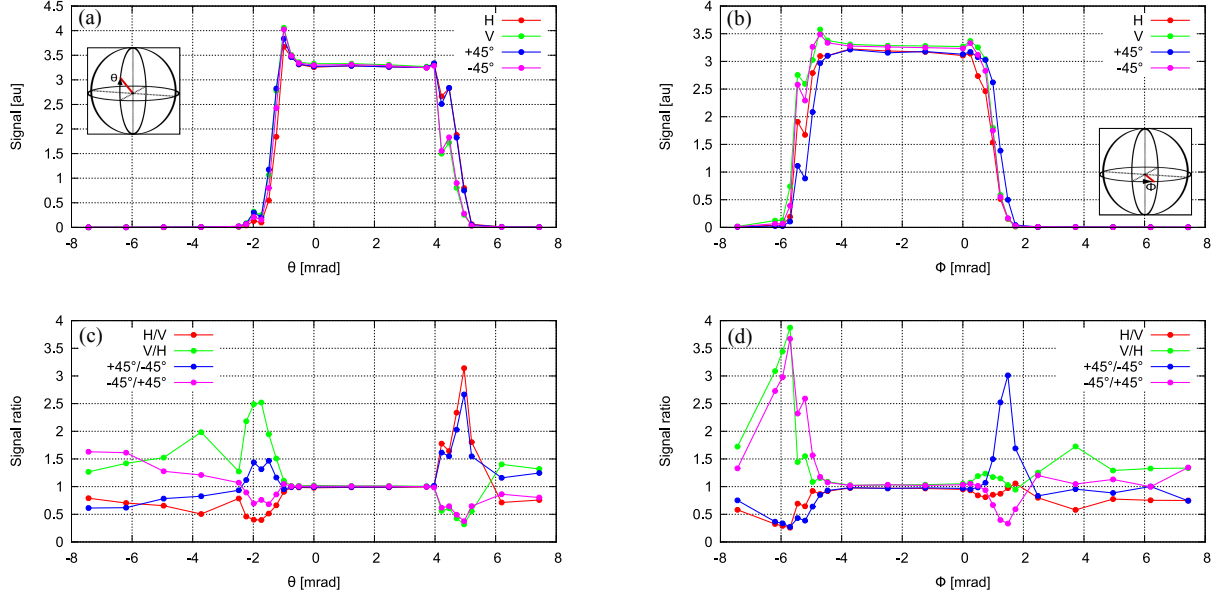 (a)
H
V
+45°
-45°
θ
Signal [au]
4.5
4
3.5
3
2.5
2
1.5
1
0.5
0
-8 -6 -4 -2 0 2 4 6 8
θ [mrad]
(b)
H
V
+45°
-45°
Φ
Signal [au]
4
3.5
3
2.5
2
1.5
1
0.5
0
-8 -6 -4 -2 0 2 4 6 8
Φ [mrad]
(c)
H/V
V/H
+45°/-45°
-45°/+45°
Signal ratio
4
3.5
3
2.5
2
1.5
1
0.5
0
-8 -6 -4 -2 0 2 4 6 8
θ [mrad]
(d)
H/V
V/H
+45°/-45°
-45°/+45°
Signal ratio
4
3.5
3
2.5
2
1.5
1
0.5
0
-8 -6 -4 -2 0 2 4 6 8
Φ [mrad]